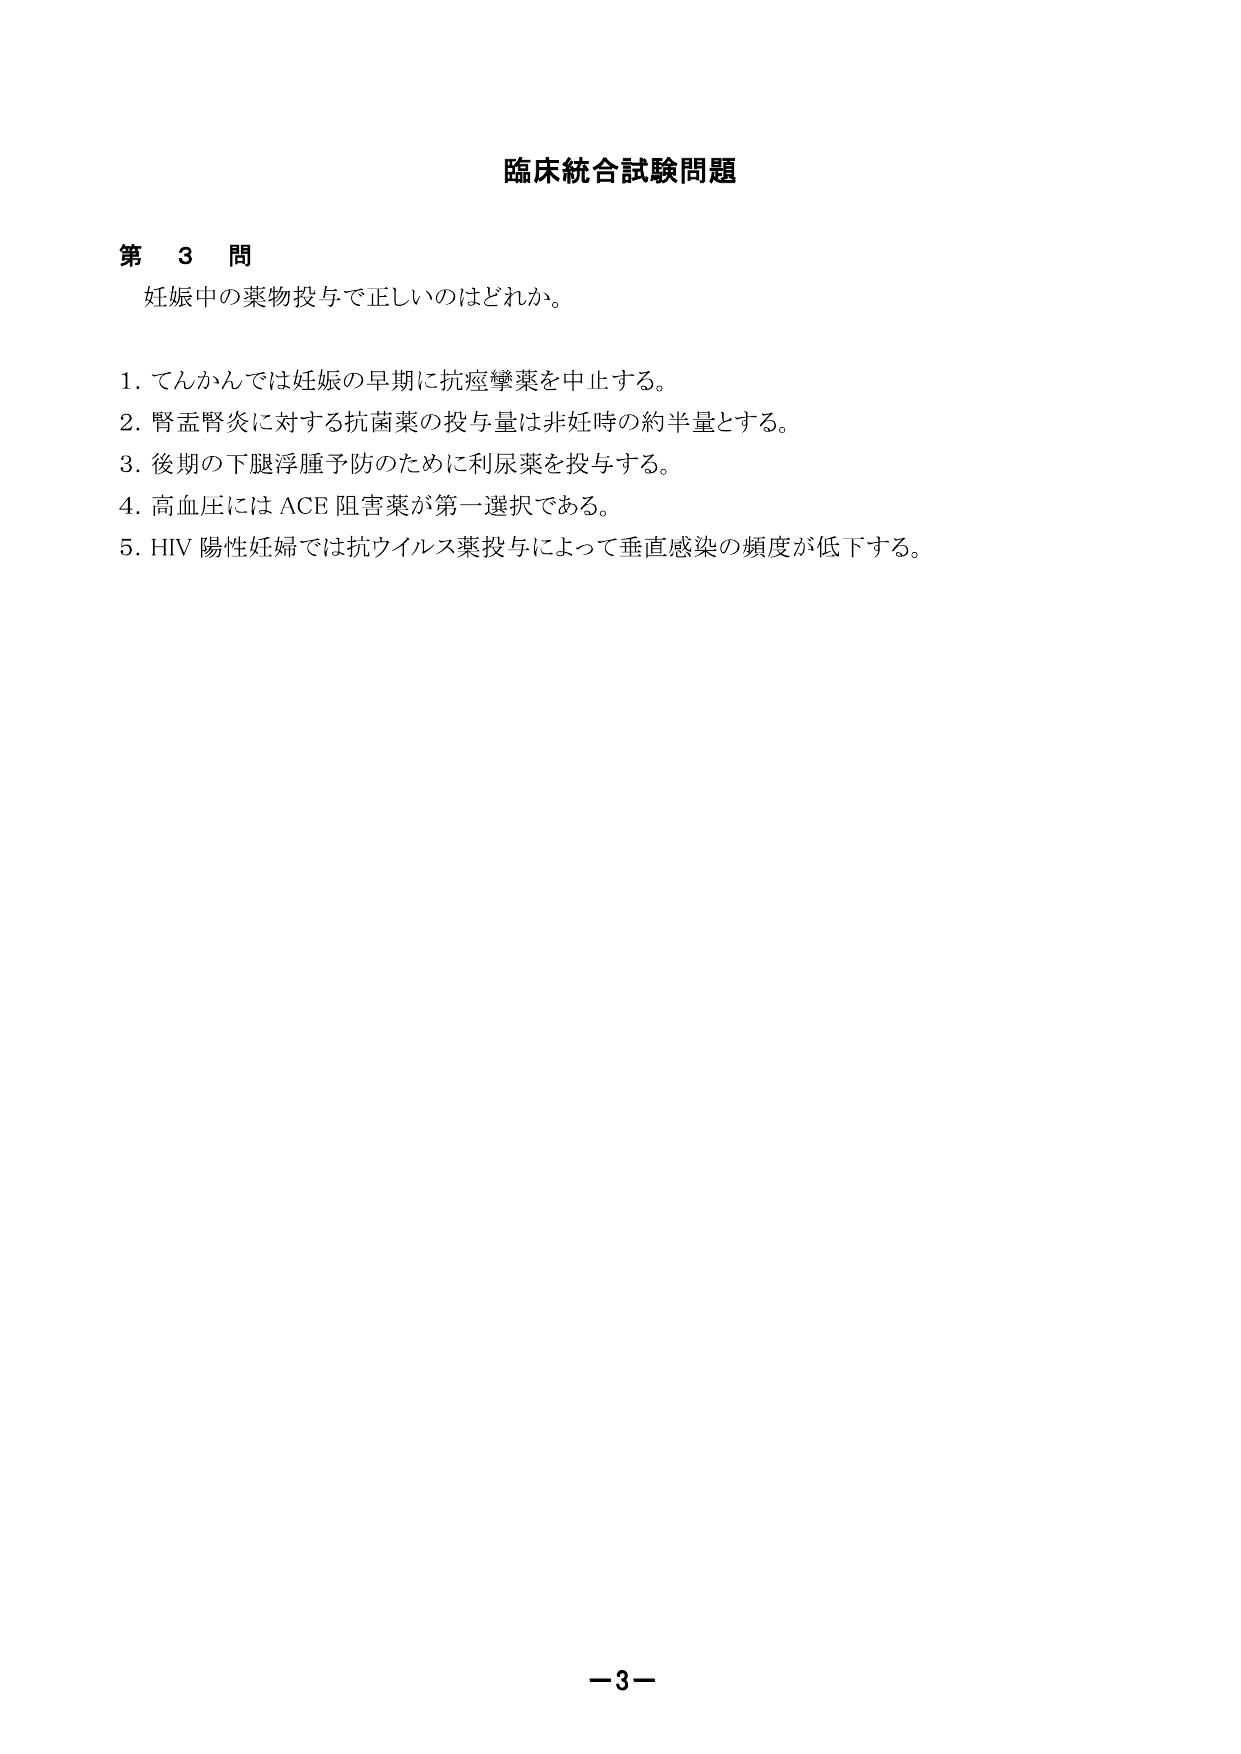 臨床統合試験問題
第 3 問
妊娠中の薬物投与で正しいのはどれか。
1. てんかんでは妊娠の早期に抗痙攣薬を中止する。
2. 腎盂腎炎に対する抗菌薬の投与量は非妊時の約半量とする。
3. 後期の下腿浮腫予防のために利尿薬を投与する。
4. 高血圧には ACE 阻害薬が第一選択である。
5. HIV 陽性妊婦では抗ウイルス薬投与によって垂直感染の頻度が低下する。
－3－